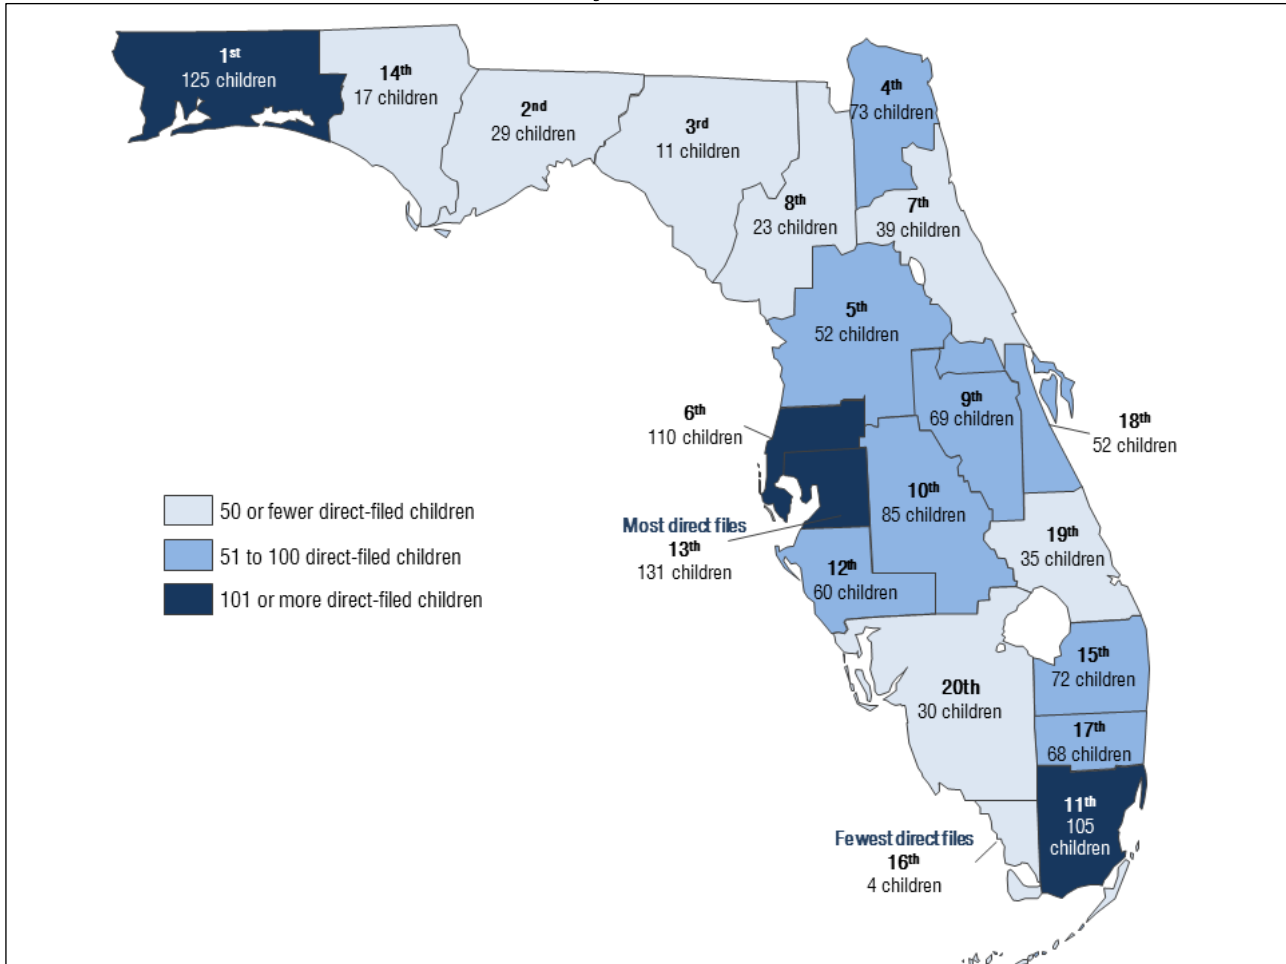 1st
125 children
14th
17 children
2nd
29 children
3rd
11 children
4th
73 children
8th
23 children
7th
39 children
5th
52 children
6th
110 children
9th
69 children
18th
52 children
50 or fewer direct-filed children
51 to 100 direct-filed children
101 or more direct-filed children
Most direct files
13th
131 children
10th
85 children
19th
35 children
12th
60 children
15th
72 children
20th
30 children
17th
68 children
11th
105
children
Fewest direct files
16th
4 children